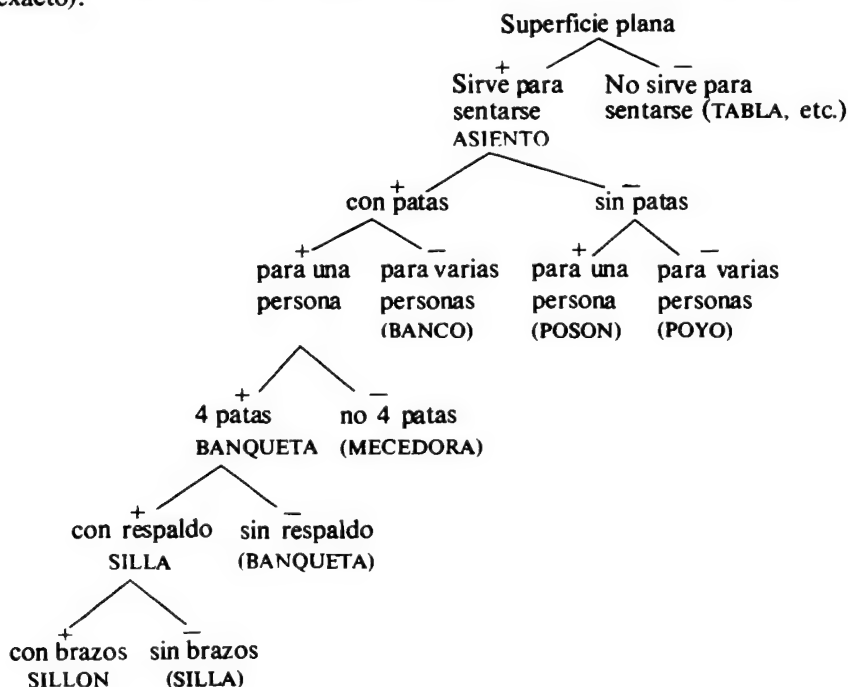 exacto).
Superficie plana
+ −
Sirve para No sirve para
sentarse sentarse (TABLA, etc.)
ASIENTO
+ −
con patas sin patas
+ − + −
para una para varias para una para varias
persona personas persona personas
(BANCO) (POSON) (POYO)
+ −
4 patas no 4 patas
BANQUETA (MECEDORA)
+ −
con respaldo sin respaldo
SILLA (BANQUETA)
+ −
con brazos sin brazos
SILLON (SILLA)